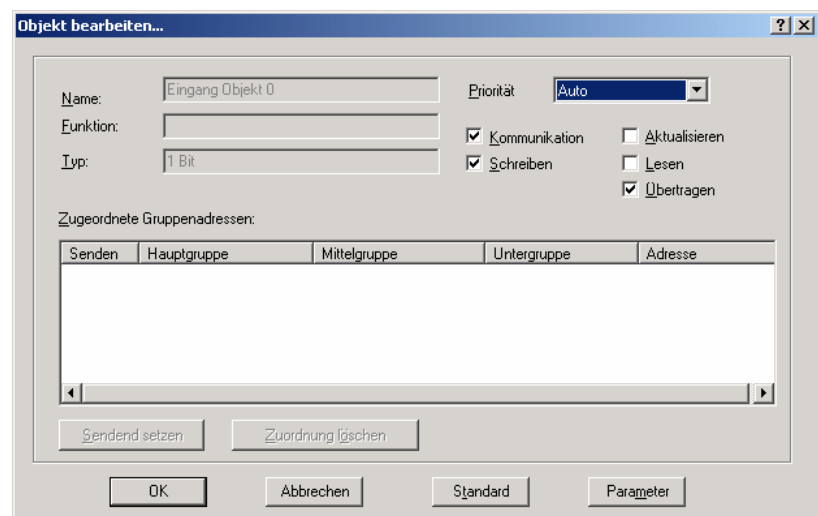 Objekt bearbeiten...
Name:
Eingang Objekt 0
Priorität
Auto
Funktion:
Kommunikation
Aktualisieren
Typ:
1 Bit
Schreiben
Lesen
Übertragen
Zugeordnete Gruppenadressen:
Senden Hauptgruppe Mittelgruppe Untergruppe Adresse
Sendend setzen Zuordnung löschen
OK Abbrechen Standard Parameter